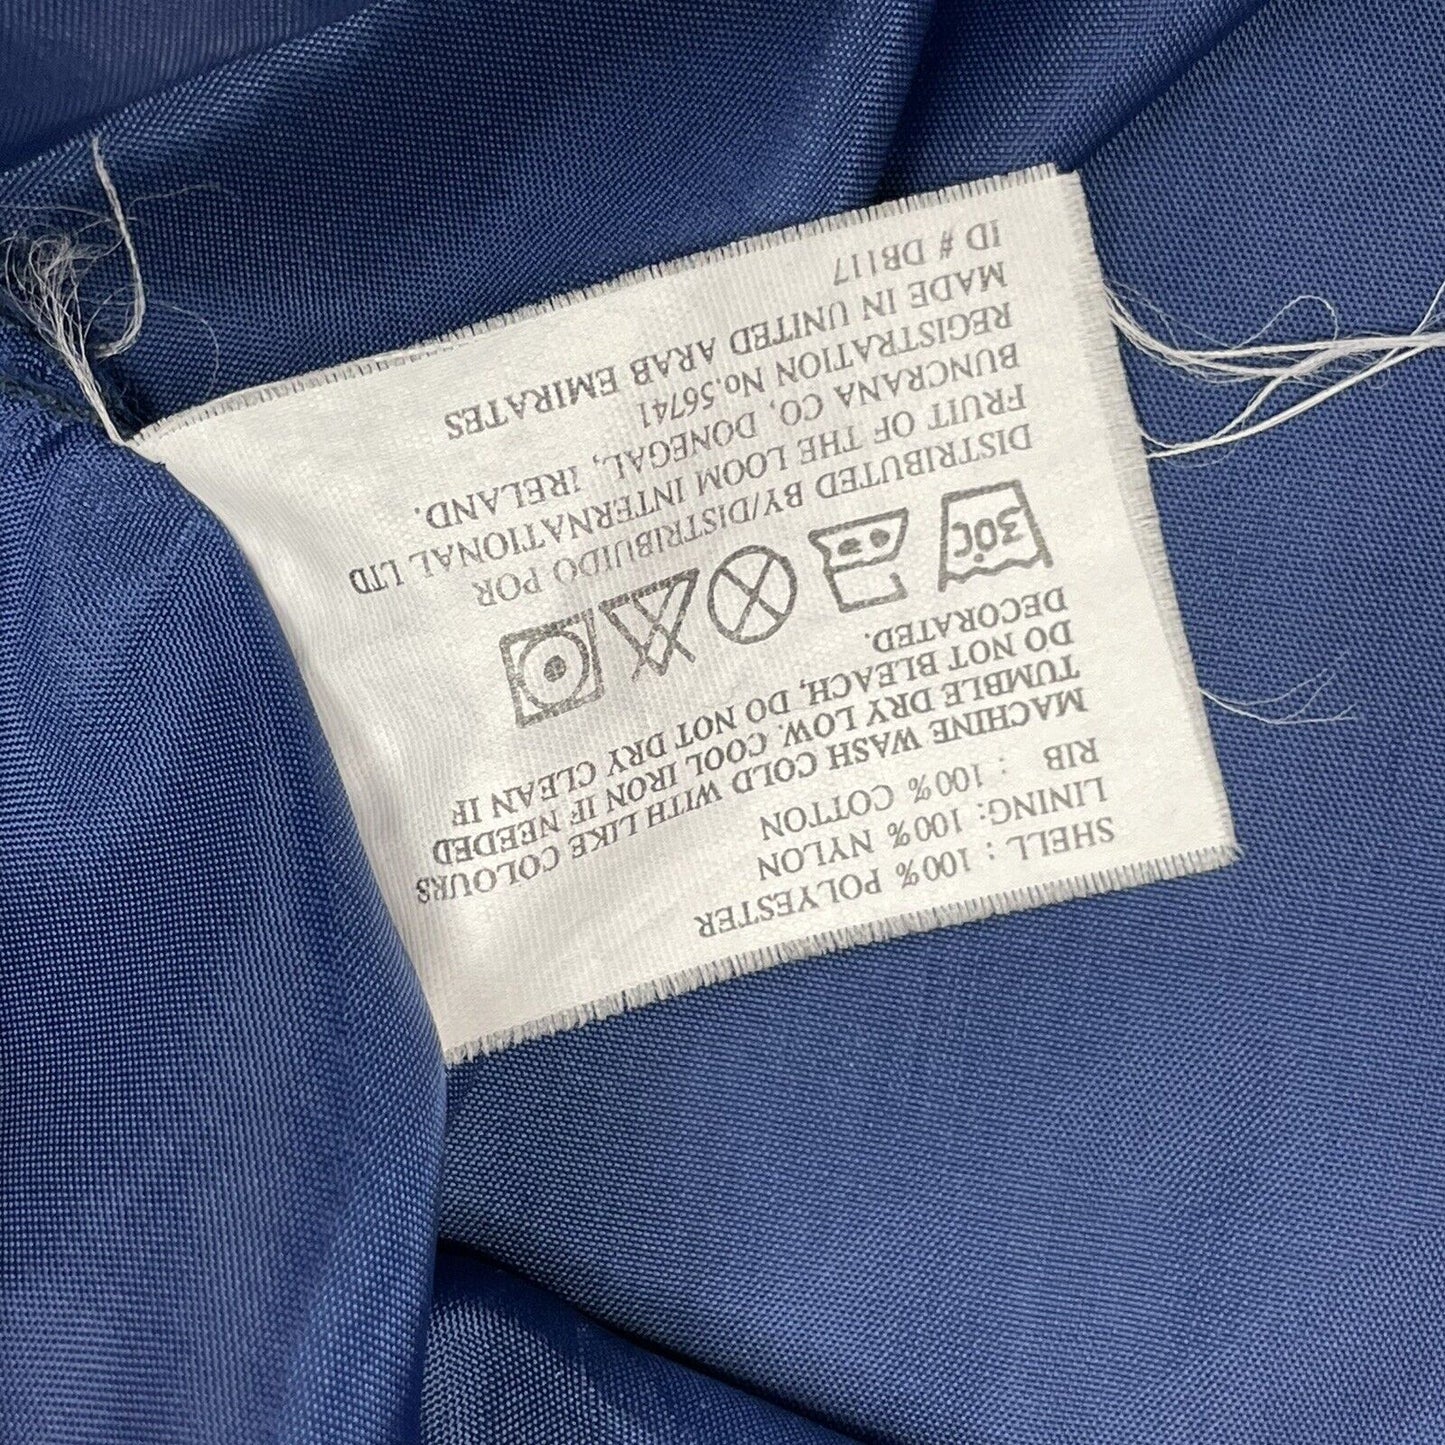 SHELL : 100% POLYESTER
LINING: 100% NYLON
RIB : 100% COTTON
MACHINE WASH COLD WITH LIKE COLOURS
TUMBLE DRY LOW. COOL IRON IF NEEDED
DO NOT BLEACH, DO NOT DRY CLEAN IF
DECORATED.
30C
DISTRIBUTED BY/DISTRIBUIDO POR
FRUIT OF THE LOOM INTERNATIONAL LTD
BUNCRANA CO, DONEGAL, IRELAND.
REGISTRATION No.56741
MADE IN UNITED ARAB EMIRATES
ID # DB117